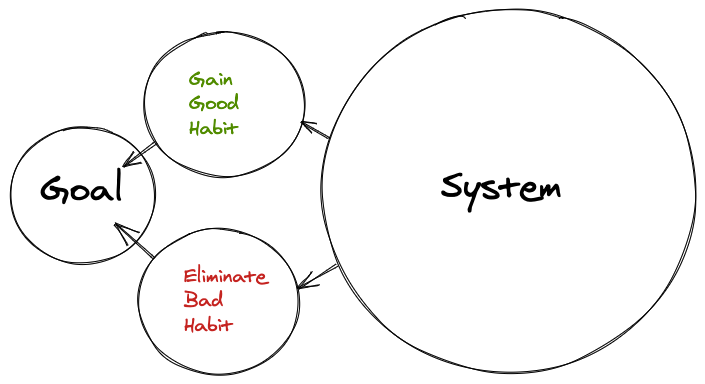 Gain
Good
Habit
Goal
System
Eliminate
Bad
Habit